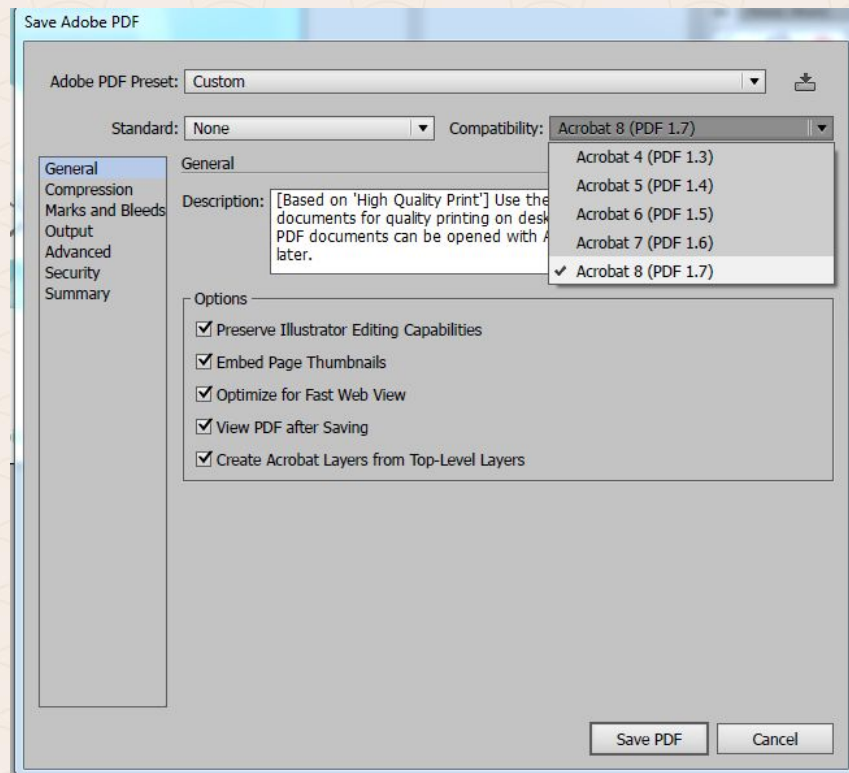 Save Adobe PDF
Adobe PDF Preset: Custom
Standard: None Compatibility: Acrobat 8 (PDF 1.7)
Acrobat 4 (PDF 1.3)
Acrobat 5 (PDF 1.4)
Acrobat 6 (PDF 1.5)
Acrobat 7 (PDF 1.6)
Acrobat 8 (PDF 1.7)
General
Compression
Marks and Bleeds
Output
Advanced
Security
Summary
General
Description: [Based on 'High Quality Print'] Use the
documents for quality printing on
PDF documents can be opened with
later.
Options
Preserve Illustrator Editing Capabilities
Embed Page Thumbnails
Optimize for Fast Web View
View PDF after Saving
Create Acrobat Layers from Top-Level Layers
Save PDF Cancel